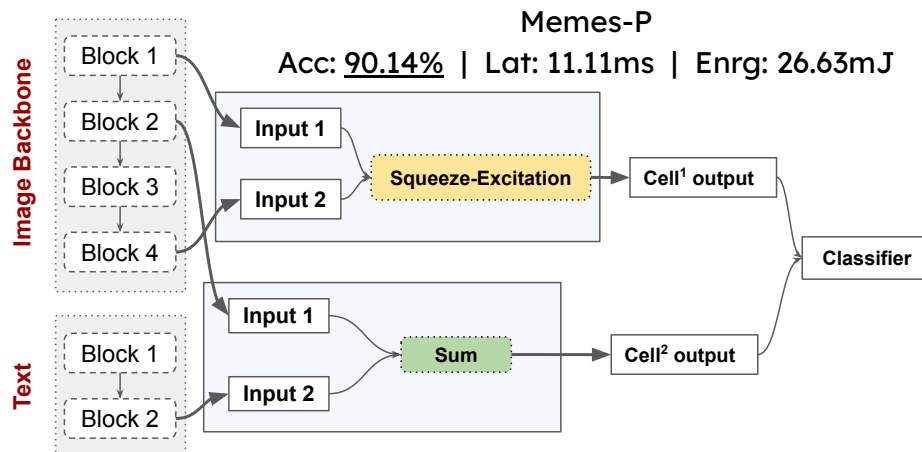 Memes-P
Acc: 90.14% | Lat: 11.11ms | Enrg: 26.63mJ
Image Backbone
Block 1
Block 2
Block 3
Block 4
Text
Block 1
Block 2
Input 1
Input 2
Squeeze-Excitation
Cell¹ output
Input 1
Input 2
Sum
Cell² output
Classifier